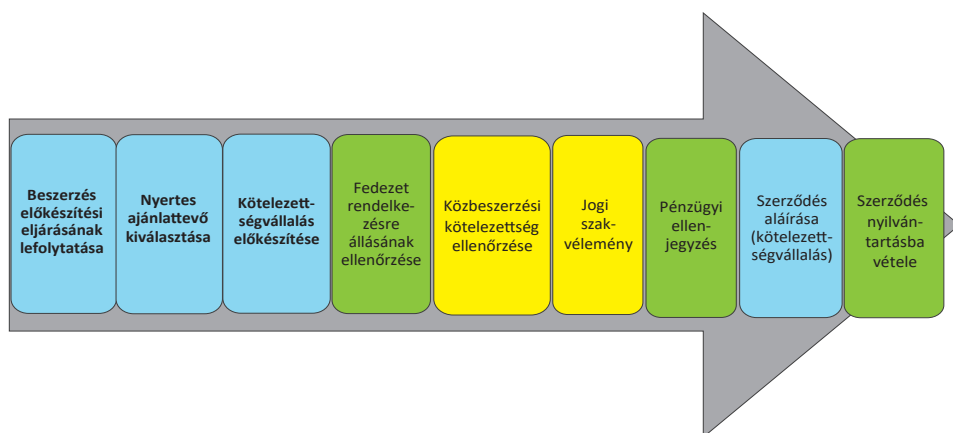 Beszerzés
előkészítési
eljárásának
lefolytatása
Nyertes
ajánlattevő
kiválasztása
Kötelezett-
ségvállalás
előkészítése
Fedezet
rendelke-
zésre
állásának
ellenőrzése
Közbeszerzési
kötelezettség
ellenőrzése
Jogi
szak-
vélemény
Pénzügyi
ellen-
jegyzés
Szerződés
aláírása
(kötelezett-
ségvállalás)
Szerződés
nyilván-
tartásba
vétele